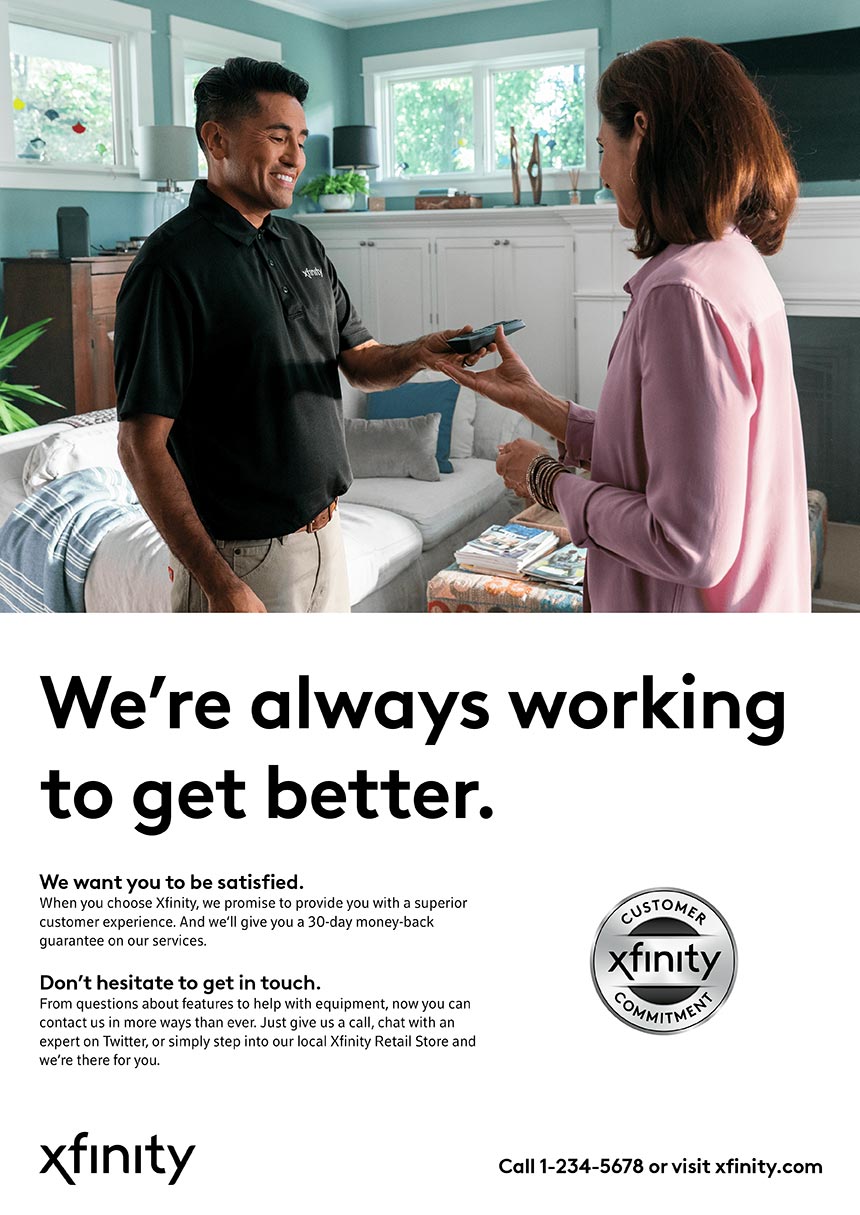 xfinity
We're always working
to get better.
We want you to be satisfied.
When you choose Xfinity, we promise to provide you with a superior
customer experience. And we'll give you a 30-day money-back
guarantee on our services.
Don't hesitate to get in touch.
From questions about features to help with equipment, now you can
contact us in more ways than ever. Just give us a call, chat with an
expert on Twitter, or simply step into our local Xfinity Retail Store and
we're there for you.
CUSTOMER
xfinity
COMMITMENT
xfinity
Call 1-234-5678 or visit xfinity.com